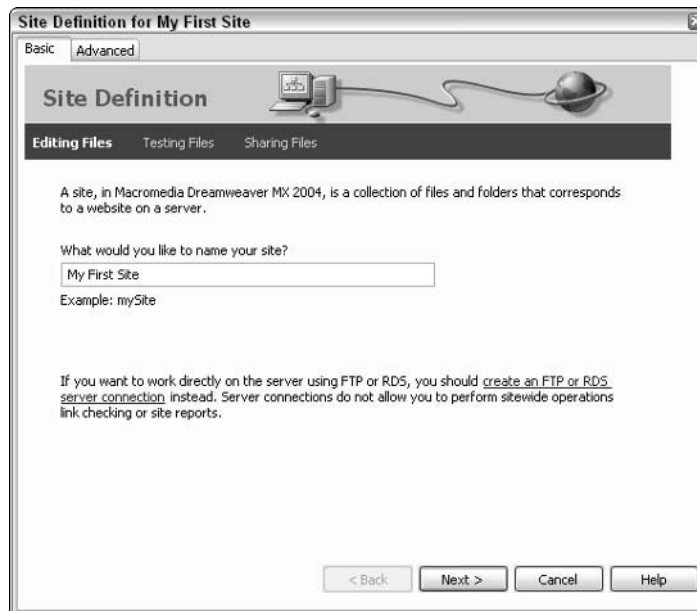 Site Definition for My First Site
Basic
Advanced
Site Definition
Editing Files
Testing Files
Sharing Files
A site, in Macromedia Dreamweaver MX 2004, is a collection of files and folders that corresponds
to a website on a server.
What would you like to name your site?
My First Site
Example: mySite
If you want to work directly on the server using FTP or RDS, you should create an FTP or RDS
server connection instead. Server connections do not allow you to perform sitewide operations
link checking or site reports.
< Back
Next >
Cancel
Help